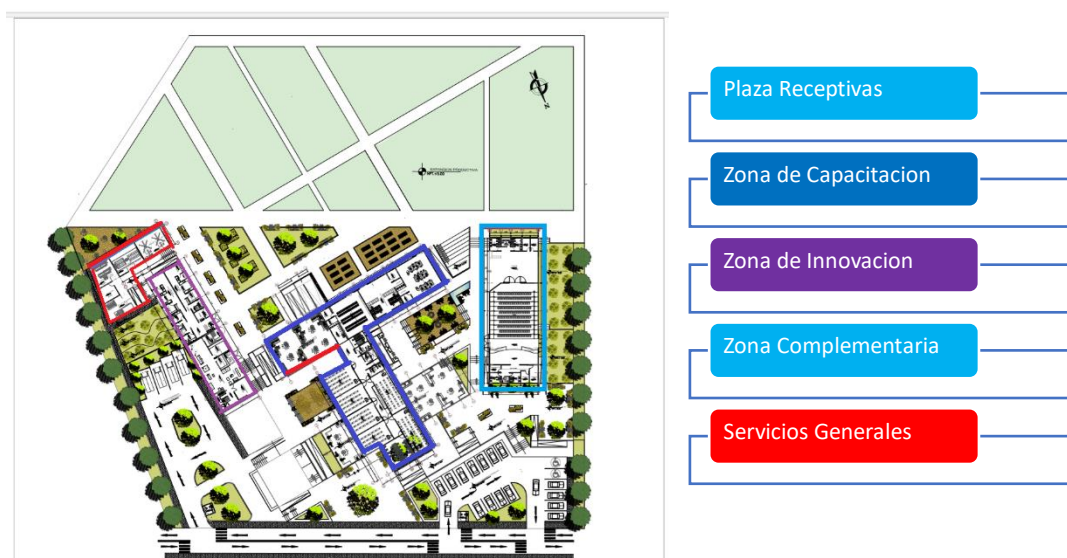 Plaza Receptivas
Zona de Capacitacion
Zona de Innovacion
Zona Complementaria
Servicios Generales